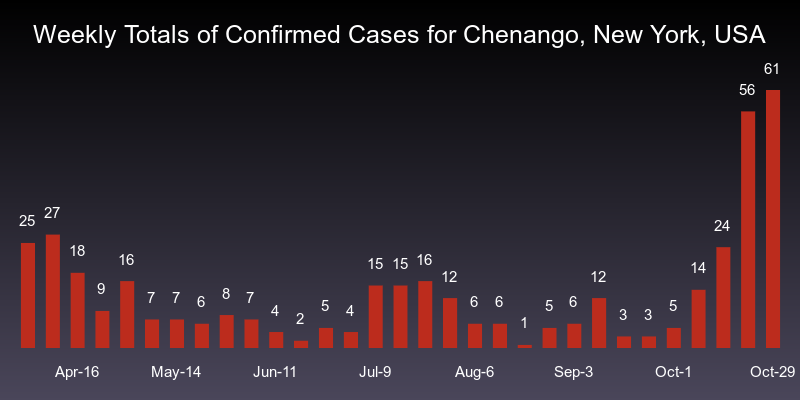 Weekly Totals of Confirmed Cases for Chenango, New York, USA
25 27 18 9 16 7 7 6 8 7 4 2 5 4 15 15 16 12 6 6 1 5 6 12 3 3 5 14 24 56 61
Apr-16 May-14 Jun-11 Jul-9 Aug-6 Sep-3 Oct-1 Oct-29